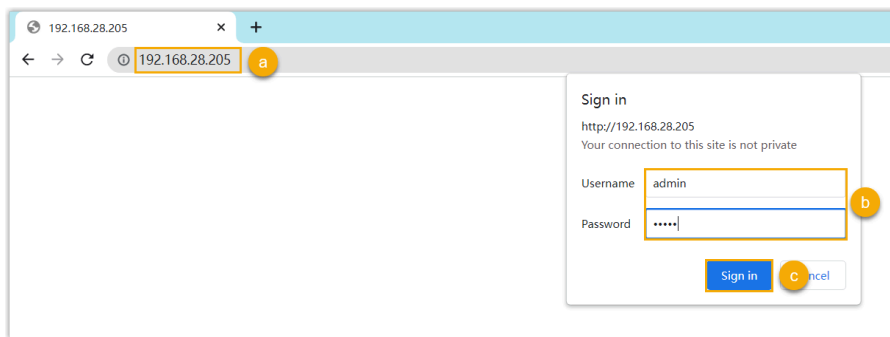 192.168.28.205
192.168.28.205
a
Sign in
http://192.168.28.205
Your connection to this site is not private
Username admin
b
Password •••••
Sign in
c
ncel